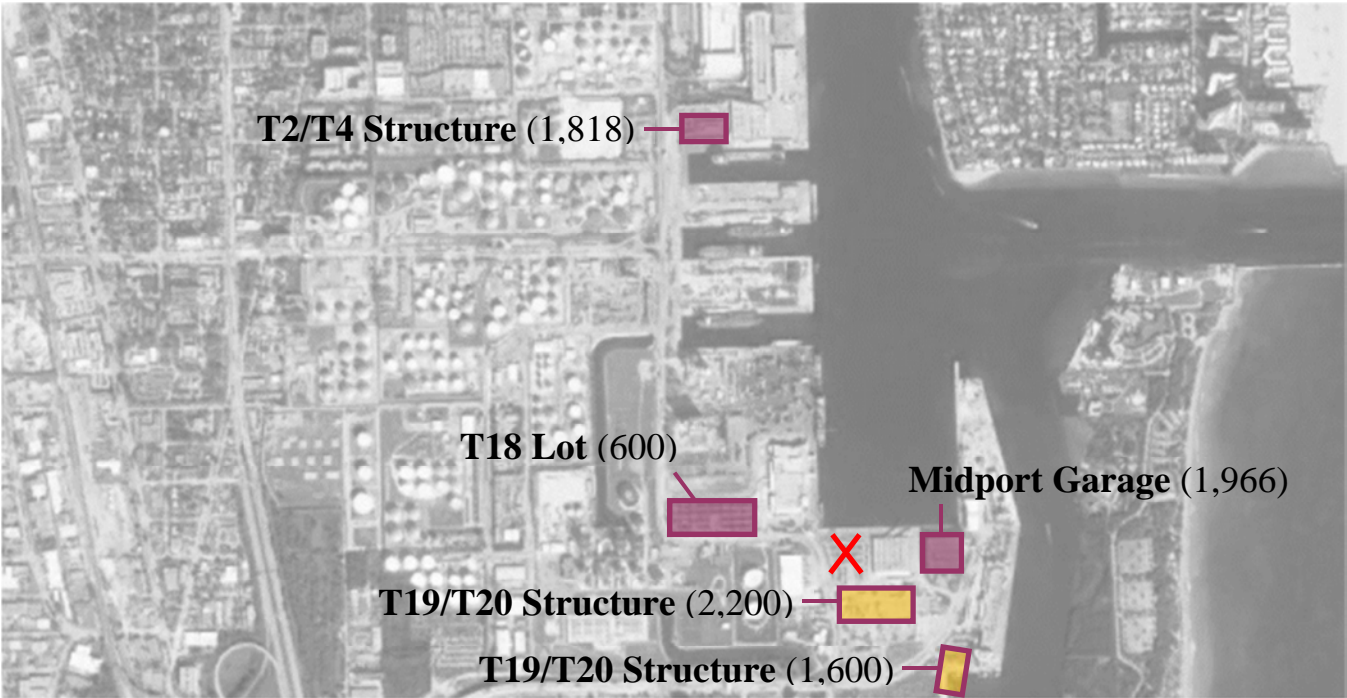 T2/T4 Structure (1,818)
T18 Lot (600)
Midport Garage (1,966)
T19/T20 Structure (2,200)
T19/T20 Structure (1,600)